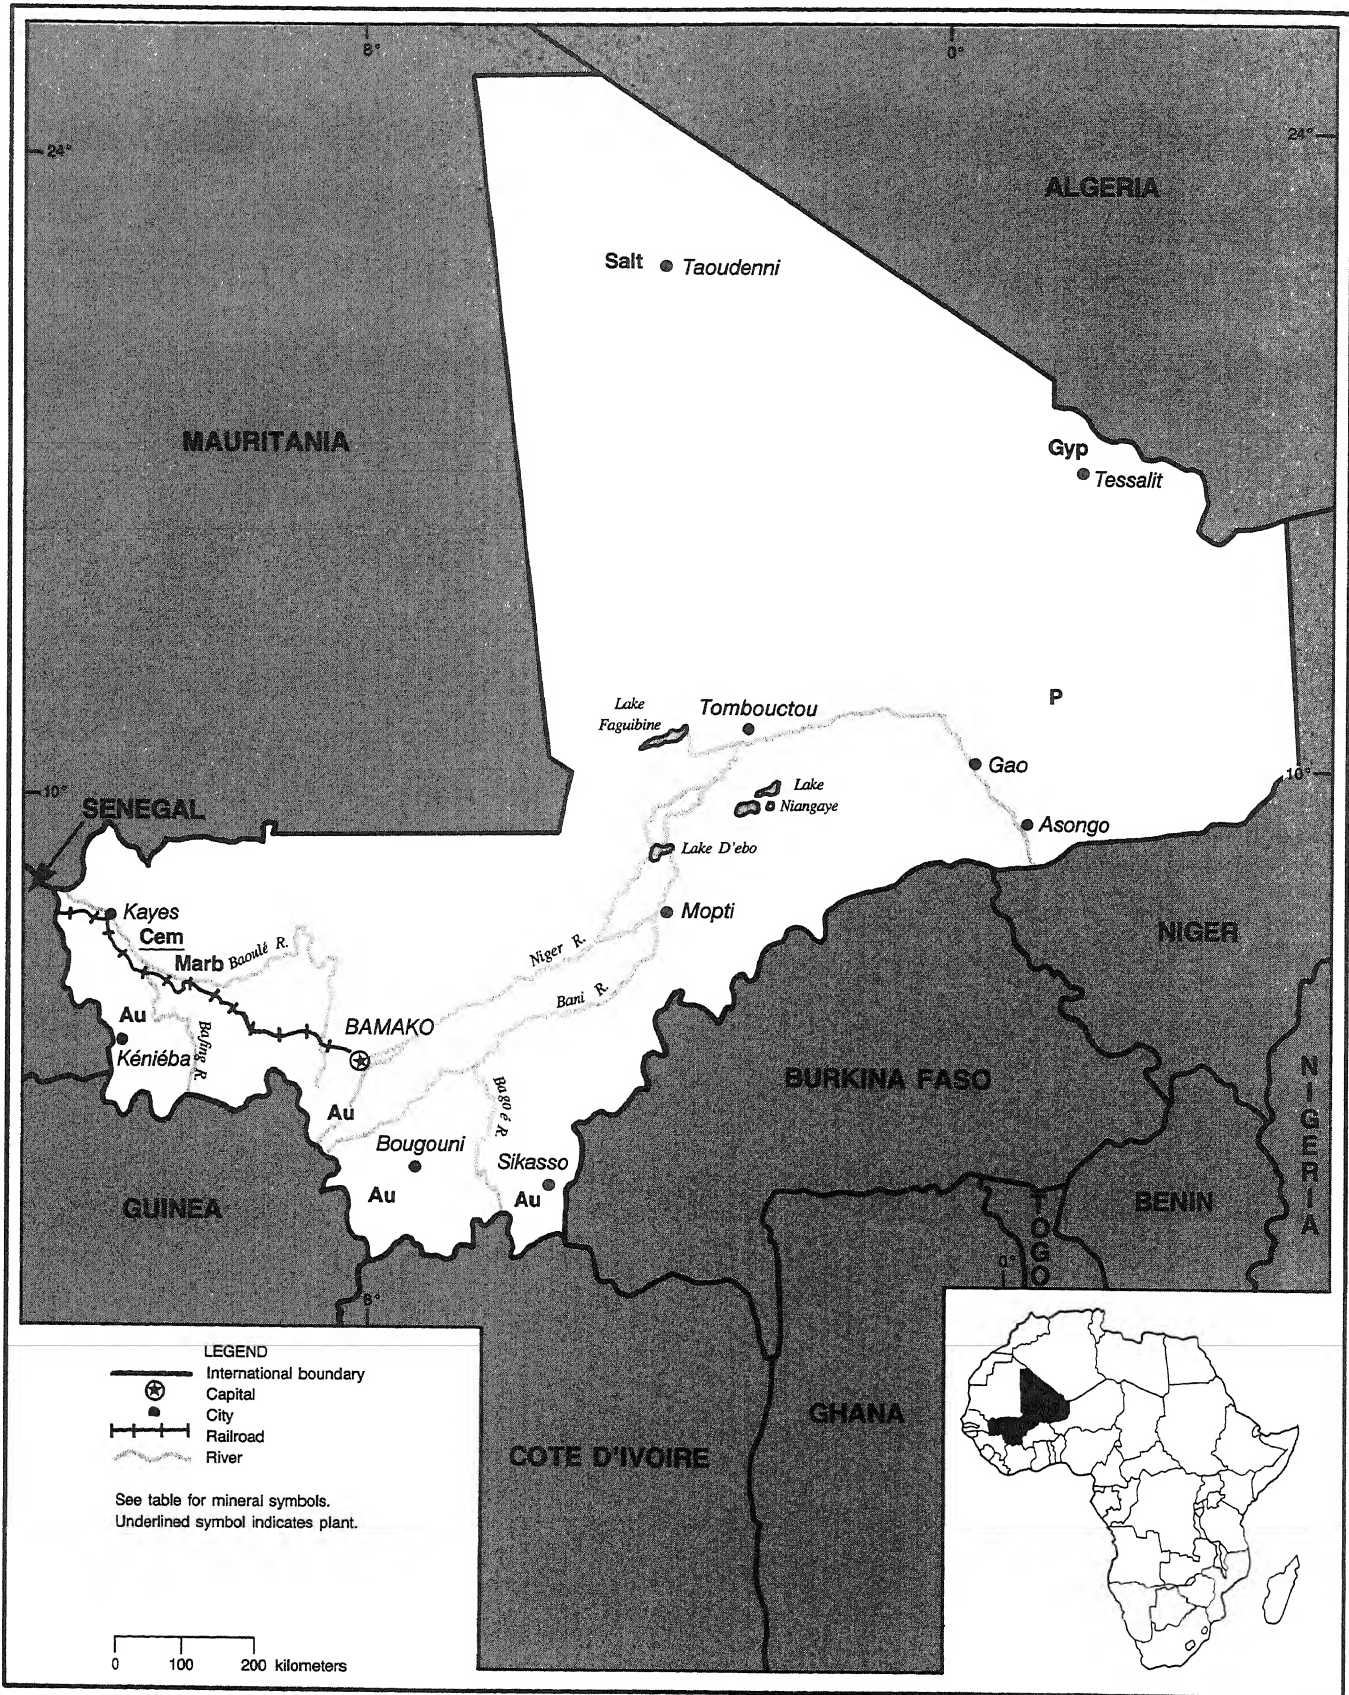 8°
0°
24°
24°
ALGERIA
Salt
Taoudenni
MAURITANIA
Gyp
Tessalit
P
Lake
Faguibine
Tombouctou
Gao
10°
10°
Lake
Niangaye
SENEGAL
Asongo
Lake D'ebo
Kayes
Mopti
NIGER
Cem
Marb
Baoulé R.
Niger R.
Bani R.
Au
BAMAKO
Kéniéba
Bafing R.
BURKINA FASO
NIGERIA
Bagoé R.
Au
Bougouni
Sikasso
Au
Au
GUINEA
TOGO
BENIN
0°
8°
LEGEND
International boundary
Capital
City
Railroad
River
See table for mineral symbols.
Underlined symbol indicates plant.
0 100 200 kilometers
COTE D'IVOIRE
GHANA